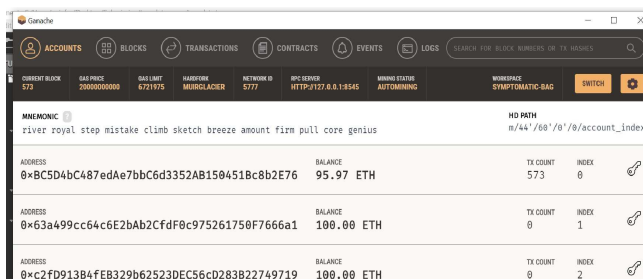 Ganache
ACCOUNTS BLOCKS TRANSACTIONS CONTRACTS EVENTS LOGS SEARCH FOR BLOCK NUMBERS OR TX HASHES
CURRENT BLOCK GAS PRICE GAS LIMIT HARDFORK NETWORK ID RPC SERVER MINING STATUS WORKSPACE
573 20000000000 6721975 MUIRGLACIER 5777 HTTP://127.0.0.1:8545 AUTOMINING SYMPTOMATIC-BAG SWITCH
MNEMONIC ? HD PATH
river royal step mistake climb sketch breeze amount firm pull core genius m/44'/60'/0'/0/account_index
ADDRESS BALANCE TX COUNT INDEX
0×BC5D4bC487edAe7bbC6d3352AB150451Bc8b2E76 95.97 ETH 573 0
ADDRESS BALANCE TX COUNT INDEX
0×63a499cc64c6E2bAb2CfdF0c975261750F7666a1 100.00 ETH 0 1
ADDRESS BALANCE TX COUNT INDEX
0×c2fD913B4fEB329b62523DEC56cD283B22749719 100.00 ETH 0 2